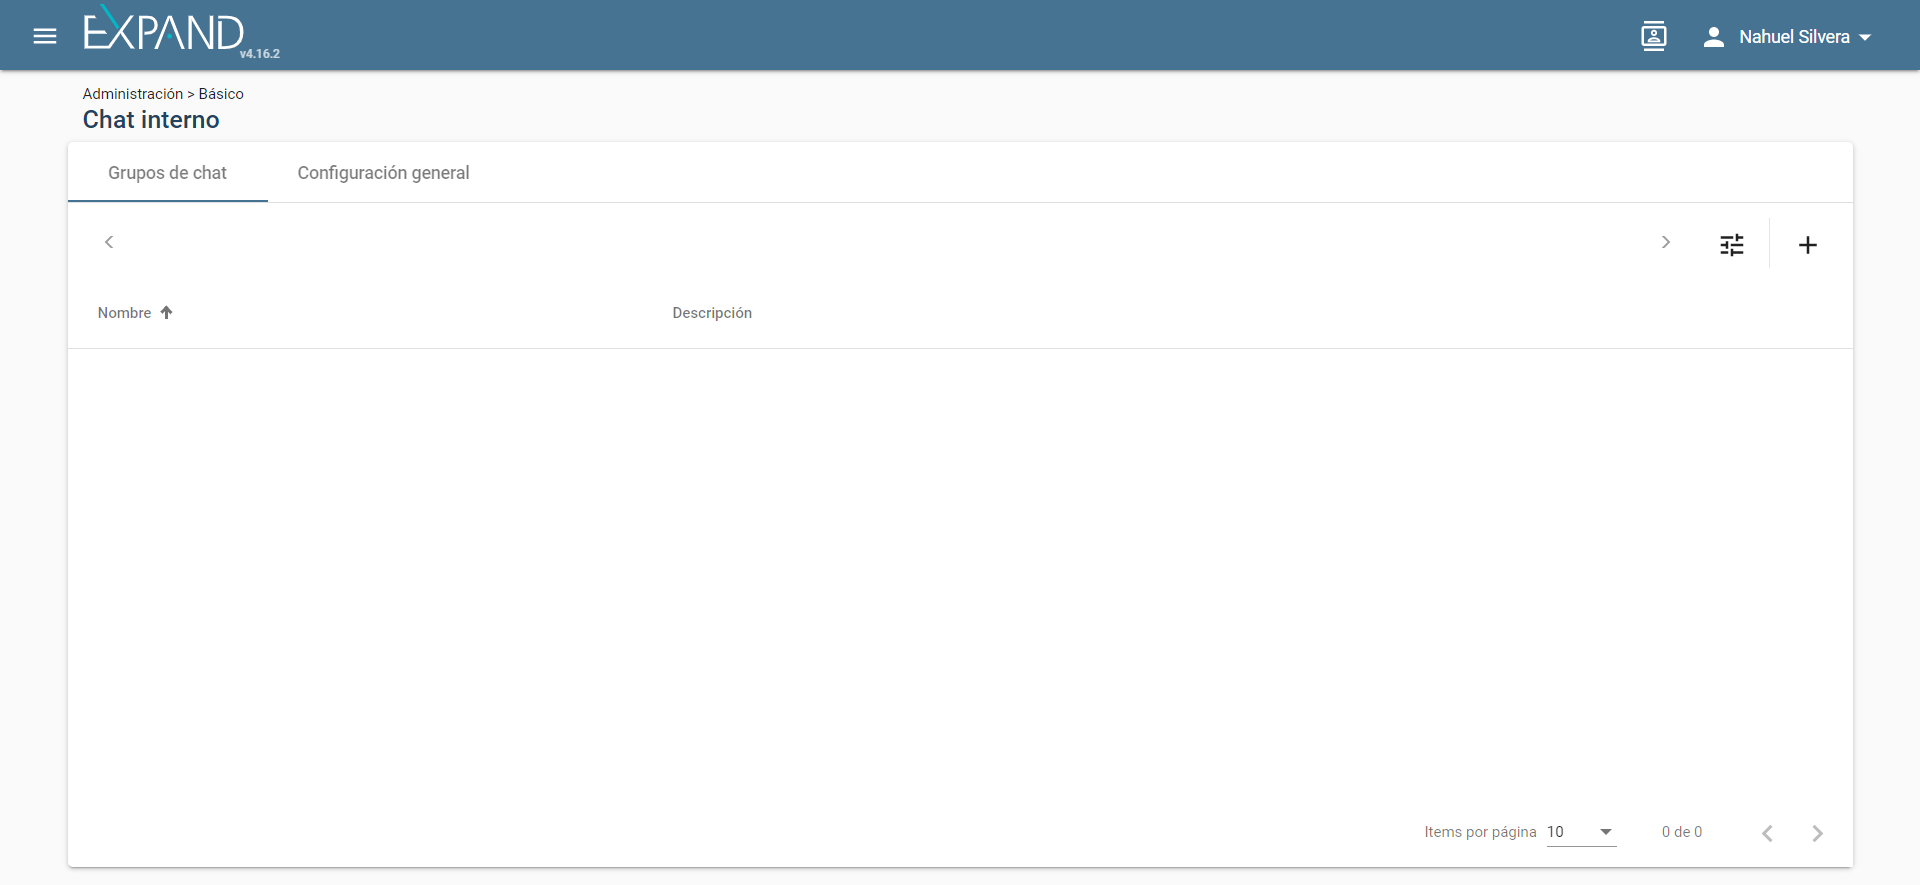 EXPAND
v4.16.2
Nahuel Silvera
Administración > Básico
Chat interno
Grupos de chat
Configuración general
Nombre
Descripción
Items por página 10
0 de 0